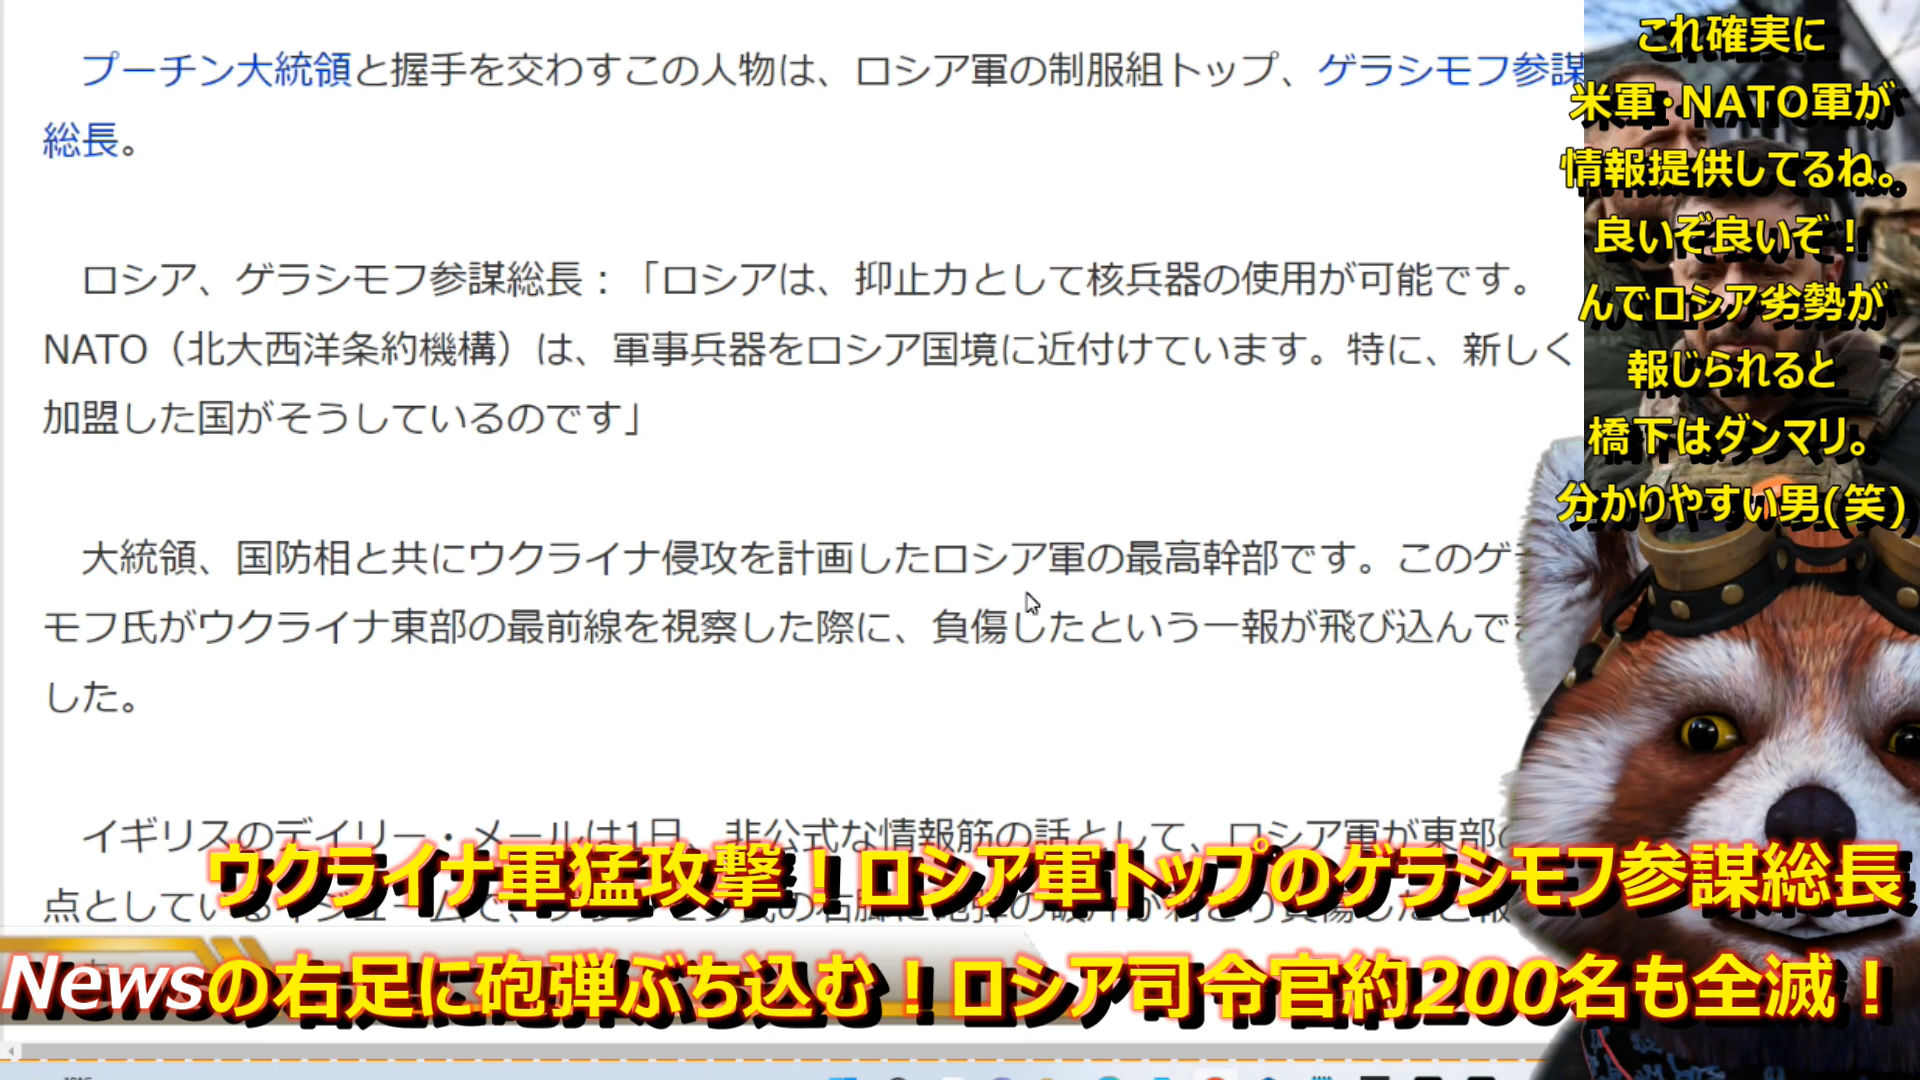 プーチン大統領と握手を交わすこの人物は、ロシア軍の制服組トップ、ゲラシモフ参謀
総長。
ロシア、ゲラシモフ参謀総長：「ロシアは、抑止力として核兵器の使用が可能です。
NATO（北大西洋条約機構）は、軍事兵器をロシア国境に近付けています。特に、新しく
加盟した国がそうしているのです」
大統領、国防相と共にウクライナ侵攻を計画したロシア軍の最高幹部です。このゲ
モフ氏がウクライナ東部の最前線を視察した際に、負傷したという一報が飛び込んで
した。
イギリスのデイリー・メールは1日、非公式な情報筋の話として、ロシア軍が東部の
点としている
これ確実に
米軍・NATO軍が
情報提供してるね。
良いぞ良いぞ！
んでロシア劣勢が
報じられると
橋下はダンマリ。
分かりやすい男(笑)
ウクライナ軍猛攻撃！ロシア軍トップのゲラシモフ参謀総長
Newsの右足に砲弾ぶち込む！ロシア司令官約200名も全滅！